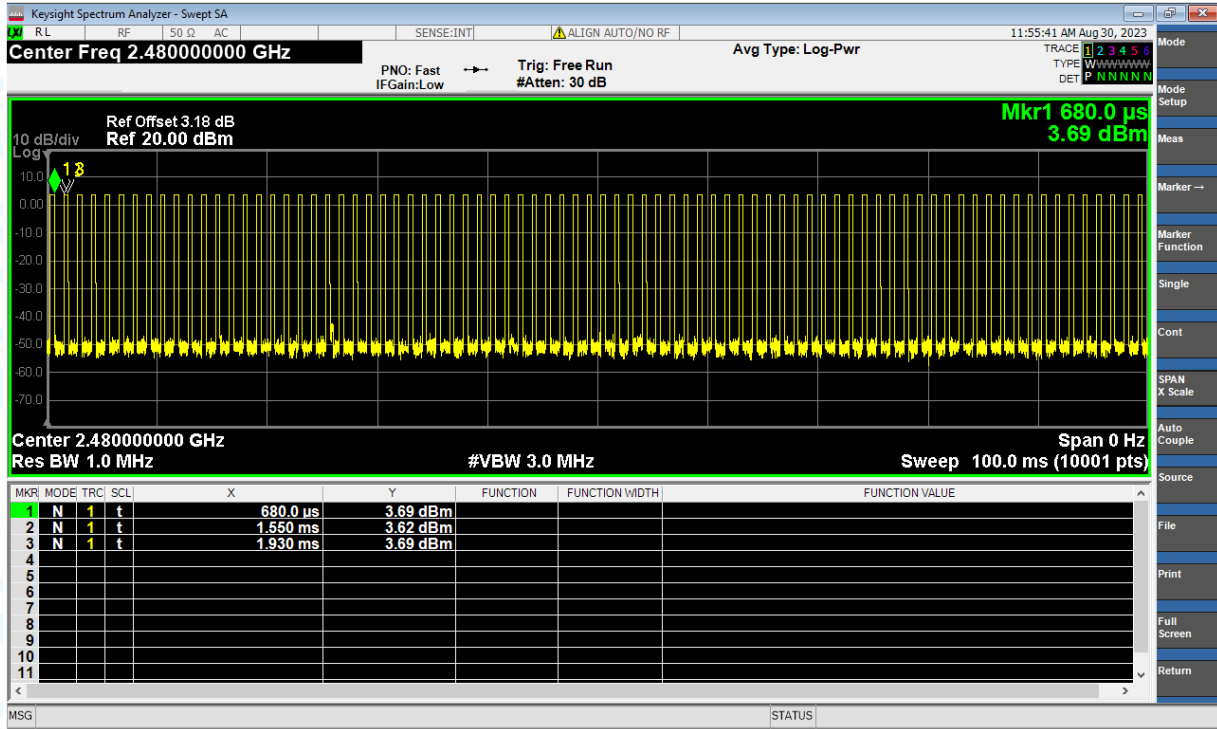 Keysight Spectrum Analyzer - Swept SA
LXI RL RF 50 Ω AC SENSE:INT ALIGN AUTO/NO RF 11:55:41 AM Aug 30, 2023
Center Freq 2.480000000 GHz
PNO: Fast
IFGain:Low
Trig: Free Run
#Atten: 30 dB
Avg Type: Log-Pwr
TRACE 1 2 3 4 5 6
TYPE WWWWWW
DET P N N N N N
Mkr1 680.0 µs
3.69 dBm
Ref Offset 3.18 dB
10 dB/div Ref 20.00 dBm
Log
10.0
0.00
-10.0
-20.0
-30.0
-40.0
-50.0
-60.0
-70.0
Center 2.480000000 GHz Span 0 Hz
Res BW 1.0 MHz #VBW 3.0 MHz Sweep 100.0 ms (10001 pts)
MKR MODE TRC SCL X Y FUNCTION FUNCTION WIDTH FUNCTION VALUE
1 N 1 t 680.0 µs 3.69 dBm
2 N 1 t 1.550 ms 3.62 dBm
3 N 1 t 1.930 ms 3.69 dBm
4
5
6
7
8
9
10
11
MSG STATUS
Mode
Mode
Setup
Meas
Marker→
Marker
Function
Single
Cont
SPAN
X Scale
Auto
Couple
Source
File
Print
Full
Screen
Return